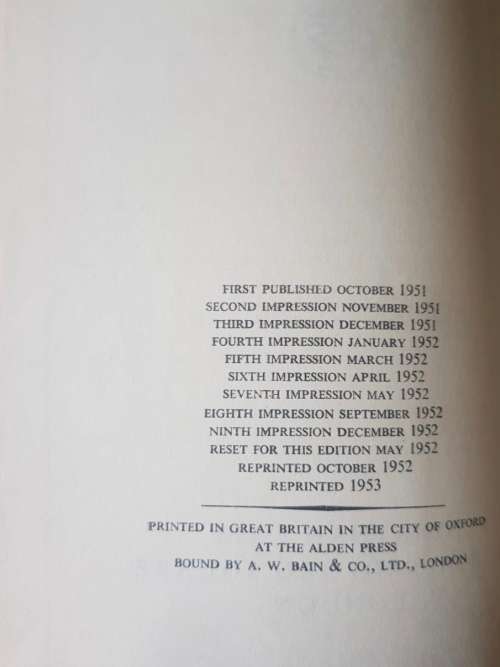 FIRST PUBLISHED OCTOBER 1951
SECOND IMPRESSION NOVEMBER 1951
THIRD IMPRESSION DECEMBER 1951
FOURTH IMPRESSION JANUARY 1952
FIFTH IMPRESSION MARCH 1952
SIXTH IMPRESSION APRIL 1952
SEVENTH IMPRESSION MAY 1952
EIGHTH IMPRESSION SEPTEMBER 1952
NINTH IMPRESSION DECEMBER 1952
RESET FOR THIS EDITION MAY 1952
REPRINTED OCTOBER 1952
REPRINTED 1953
PRINTED IN GREAT BRITAIN IN THE CITY OF OXFORD
AT THE ALDEN PRESS
BOUND BY A. W. BAIN & CO., LTD., LONDON